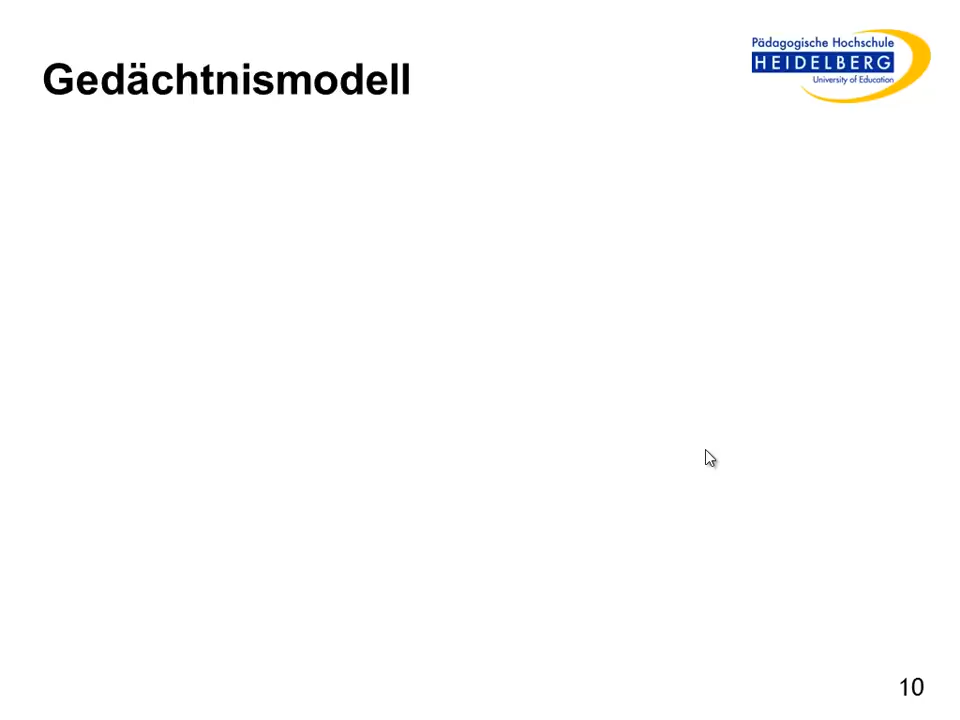 Gedächtnismodell
Pädagogische Hochschule
HEIDELBERG
University of Education
10